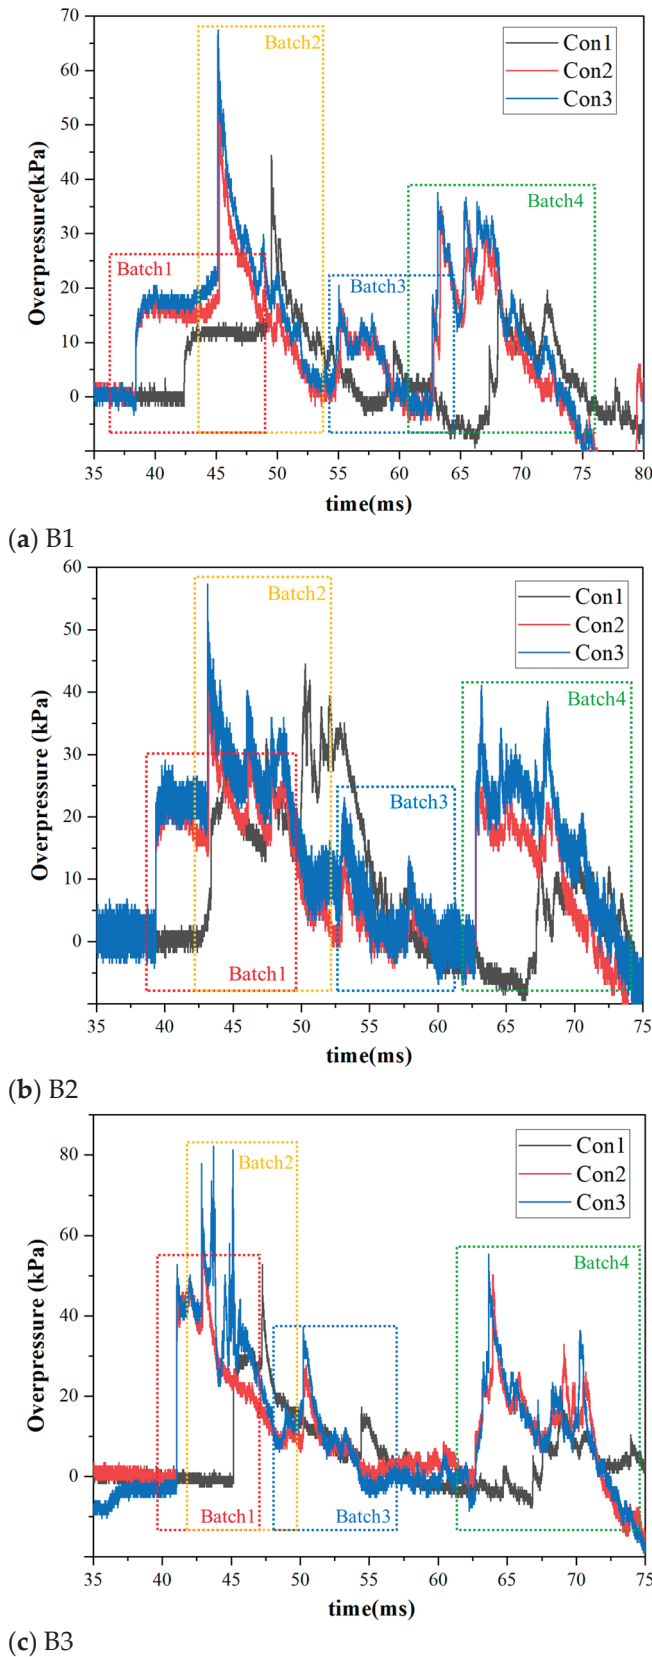 70
60
50
40
30
20
10
0
Overpressure(kPa)
Batch2
Batch1
Batch3
Batch4
Con1
Con2
Con3
35 40 45 50 55 60 65 70 75 80
time(ms)
(a) B1
60
50
40
30
20
10
0
Overpressure (kPa)
Batch2
Batch1
Batch3
Batch4
Con1
Con2
Con3
35 40 45 50 55 60 65 70 75
time(ms)
(b) B2
80
60
40
20
0
Overpressure (kPa)
Batch2
Batch1
Batch3
Batch4
Con1
Con2
Con3
35 40 45 50 55 60 65 70 75
time(ms)
(c) B3